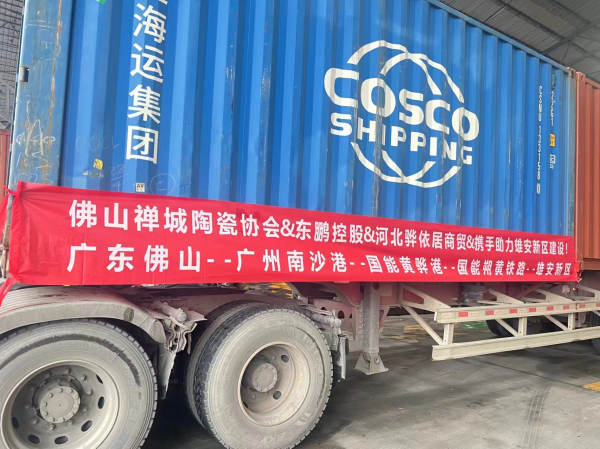 海运集团
COSCO
SHIPPING
CSNU 133158 0
佛山禅城陶瓷协会&东鹏控股&河北骅依居商贸&携手助力雄安新区建设!
广东佛山--广州南沙港--国能黄骅港--国能朔黄铁路--雄安新区